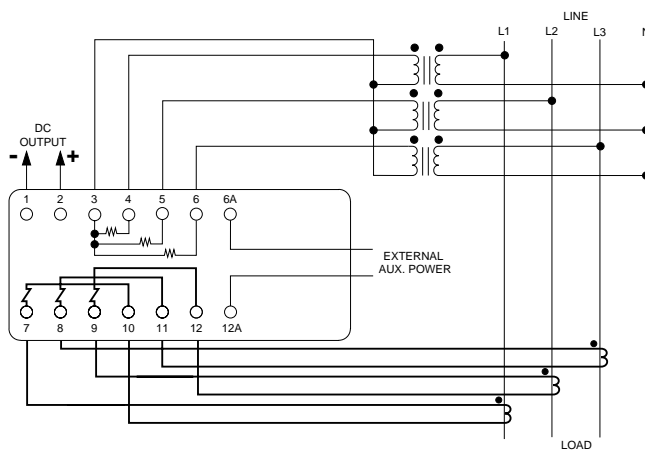 LINE
L1 L2 L3 N
DC
OUTPUT
- +
1 2 3 4 5 6 6A
EXTERNAL
AUX. POWER
7 8 9 10 11 12 12A
LOAD